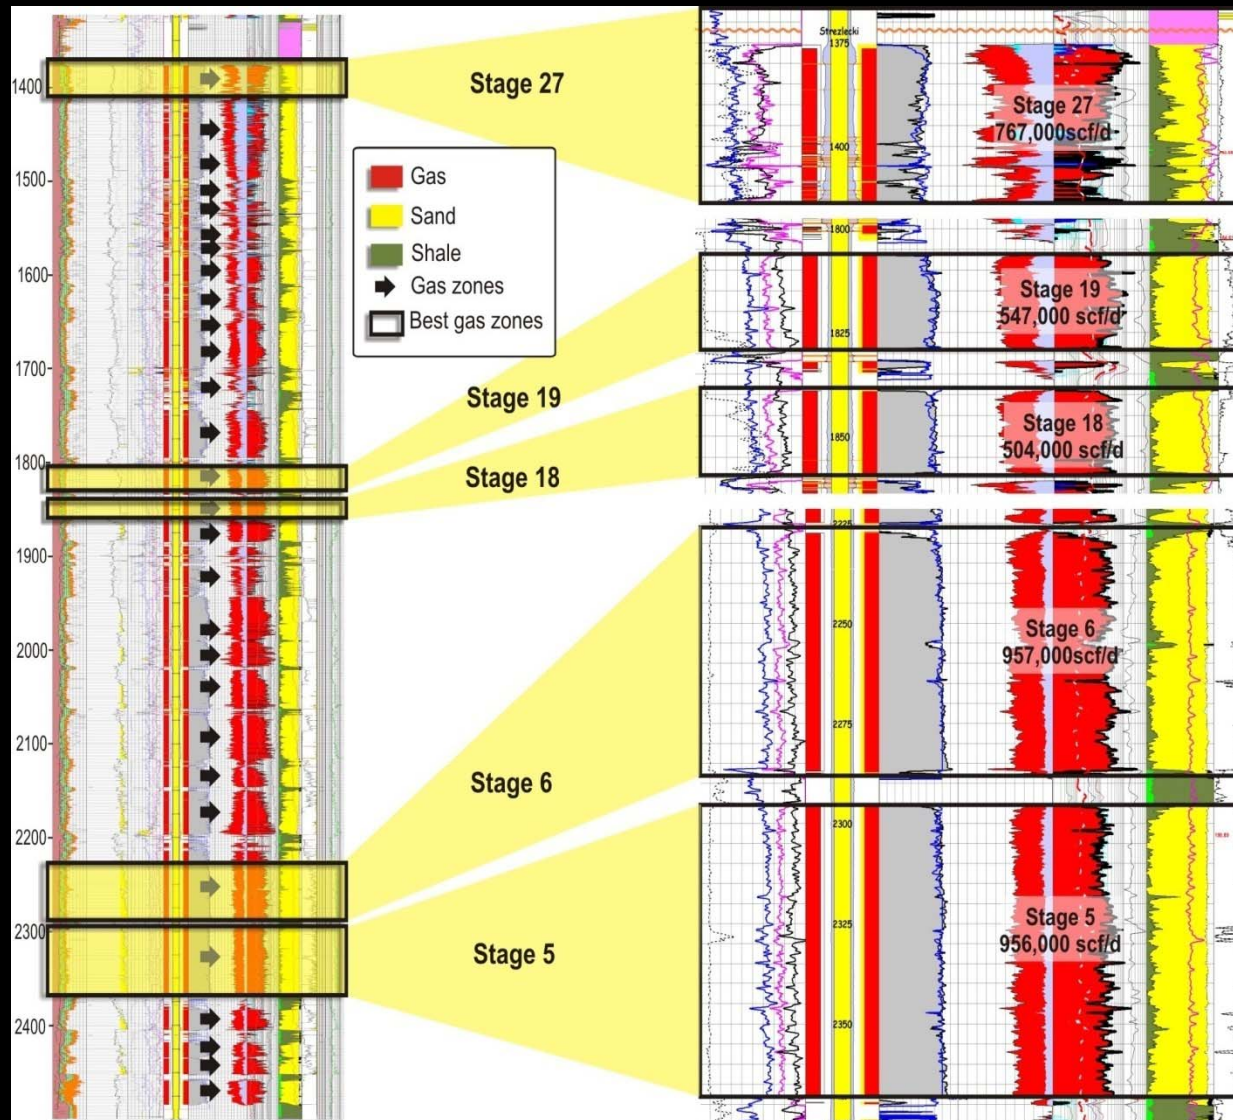 1400
1500
1600
1700
1800
1900
2000
2100
2200
2300
2400
Gas
Sand
Shale
Gas zones
Best gas zones
Stage 27
Stage 19
Stage 18
Stage 6
Stage 5
Strezlecki
1375
Stage 27
767,000scf/d
1400
1800
Stage 19
547,000 scf/d
1825
Stage 18
504,000 scf/d
1850
2225
Stage 6
957,000scf/d
2250
2275
2300
Stage 5
956,000 scf/d
2325
2350